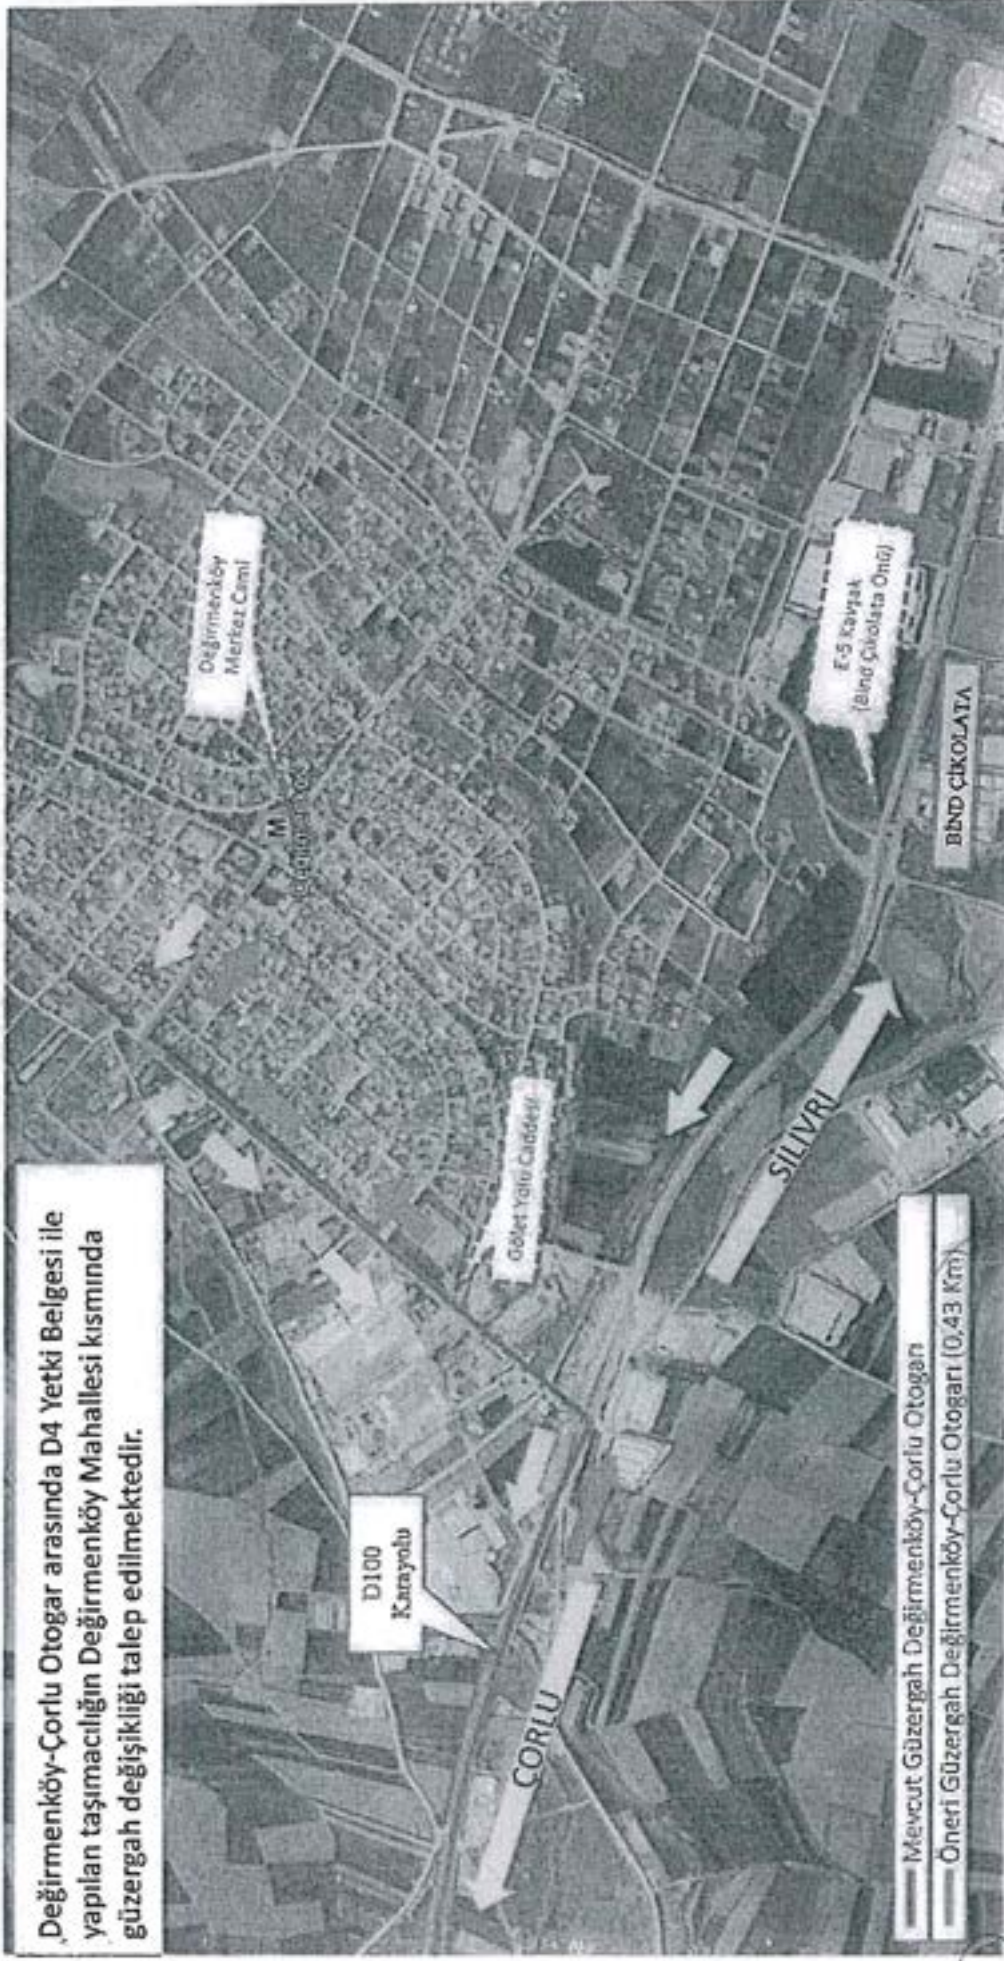 Değirmenköy-Çorlu Otogar arasında D4 Yetki Belgesi ile
yapılan taşımacılığın Değirmenköy Mahallesi kısmında
güzergah değişikliği talep edilmektedir.
Değirmenköy
Merkez Cami
M
D100
Karayolu
Gölet Yolu Caddesi
E-5 Kavşak
(Bind Çikolata Önü)
ÇORLU
SİLİVRİ
BİND ÇİKOLATA
Mevcut Güzergah Değirmenköy-Çorlu Otogarı
Öneri Güzergah Değirmenköy-Çorlu Otogarı (0,43 Km)